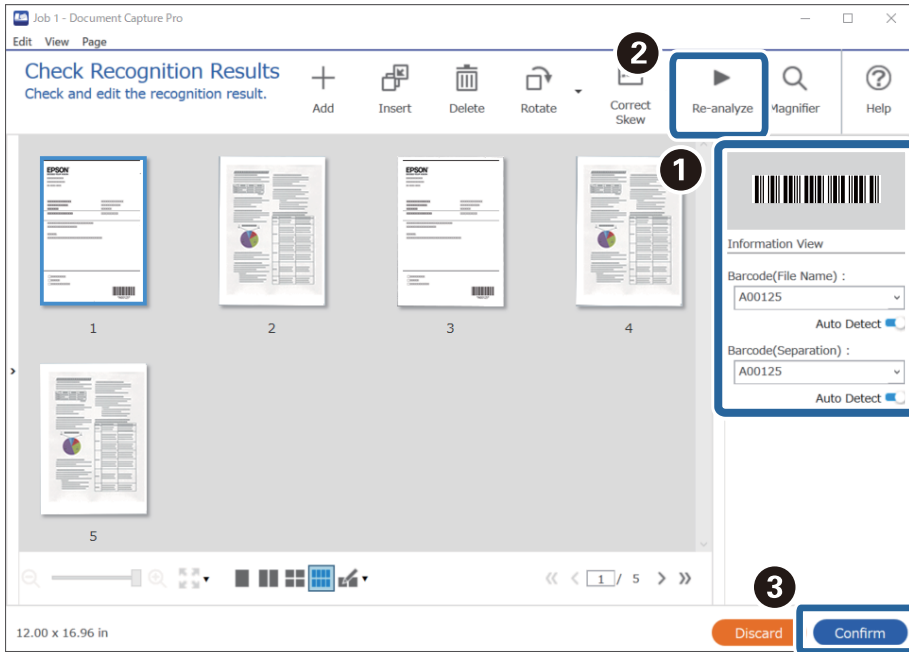 Job 1 - Document Capture Pro
Edit View Page
Check Recognition Results
Check and edit the recognition result.
Add
Insert
Delete
Rotate
Correct
Skew
Re-analyze
Magnifier
Help
2
1
EPSON
EPSON
1
2
3
4
5
Information View
Barcode(File Name) :
A00125
Auto Detect
Barcode(Separation) :
A00125
Auto Detect
1 / 5
3
12.00 x 16.96 in
Discard
Confirm